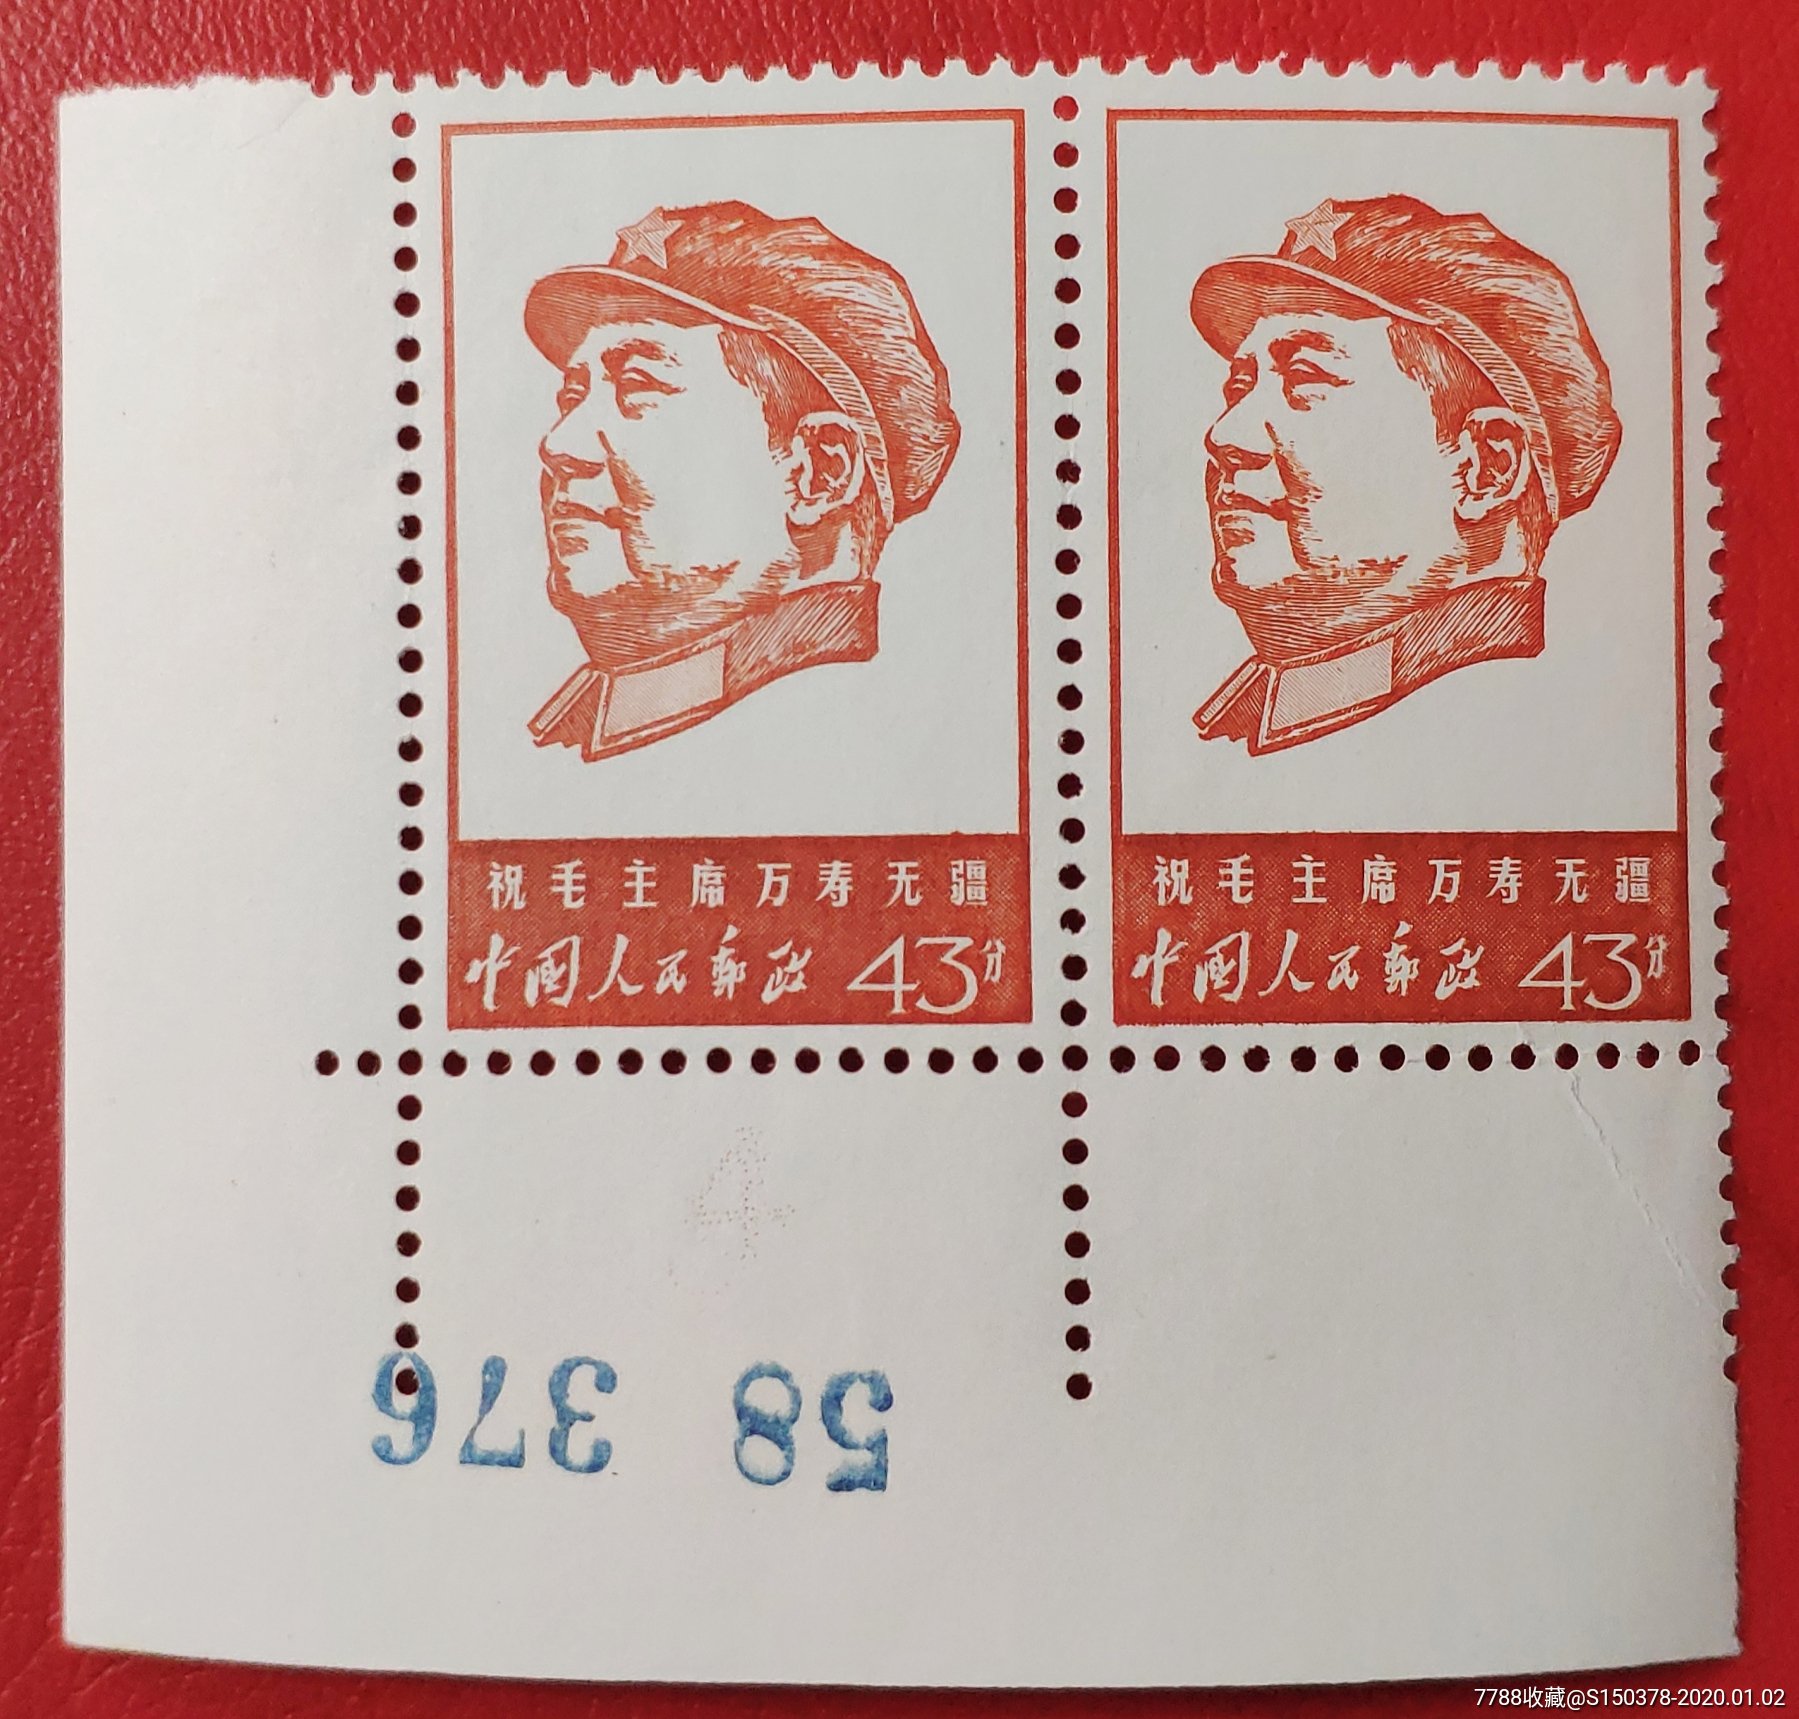 祝毛主席万寿无疆
中国人民邮政 43分
祝毛主席万寿无疆
中国人民邮政 43分
4
58 376
7788收藏@S150378-2020.01.02